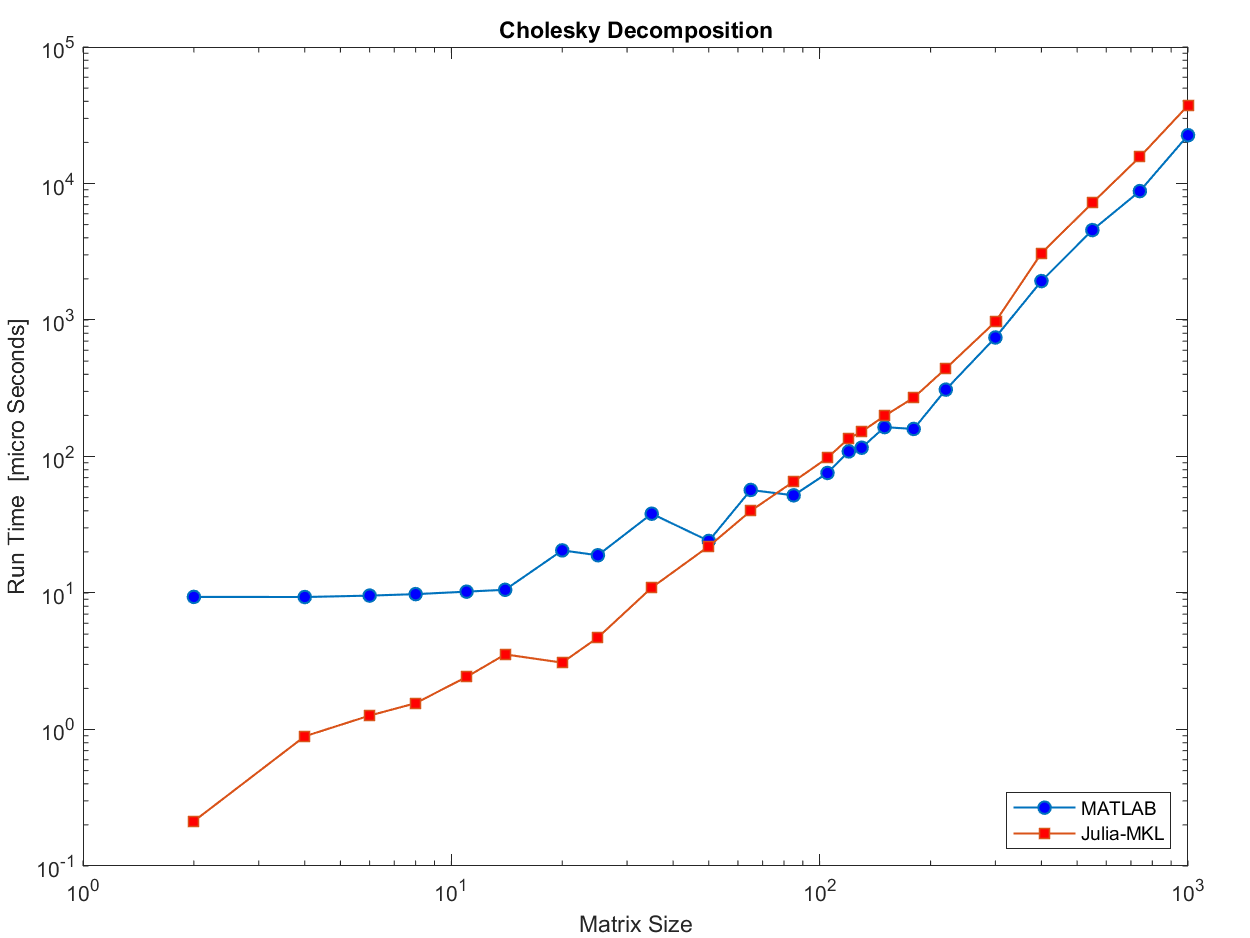 Cholesky Decomposition
10^5
10^4
10^3
10^2
10^1
10^0
10^-1
Run Time [micro Seconds]
10^0
10^1
10^2
10^3
Matrix Size
MATLAB
Julia-MKL